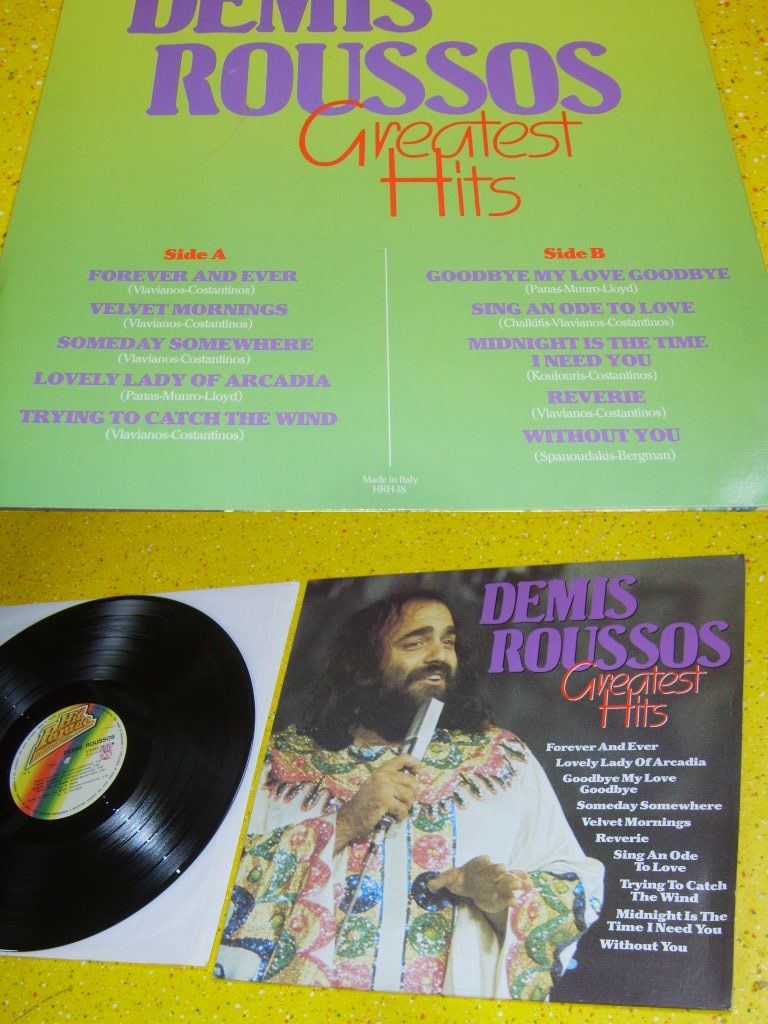 DEMIS
ROUSSOS
Greatest
Hits
Side A
FOREVER AND EVER
(Vlavianos-Costantinos)
VELVET MORNINGS
(Vlavianos-Costantinos)
SOMEDAY SOMEWHERE
(Vlavianos-Costantinos)
LOVELY LADY OF ARCADIA
(Panas-Munro-Lloyd)
TRYING TO CATCH THE WIND
(Vlavianos-Costantinos)
Side B
GOODBYE MY LOVE GOODBYE
(Panas-Munro-Lloyd)
SING AN ODE TO LOVE
(Chalkitis-Vlavianos-Costantinos)
MIDNIGHT IS THE TIME
I NEED YOU
(Koulouris-Costantinos)
REVERIE
(Vlavianos-Costantinos)
WITHOUT YOU
(Spanoudakis-Bergman)
Made in Italy
HRH-18
DEMIS ROUSSOS
DEMIS
ROUSSOS
Greatest
Hits
Forever And Ever
Lovely Lady Of Arcadia
Goodbye My Love
Goodbye
Someday Somewhere
Velvet Mornings
Reverie
Sing An Ode
To Love
Trying To Catch
The Wind
Midnight Is The
Time I Need You
Without You